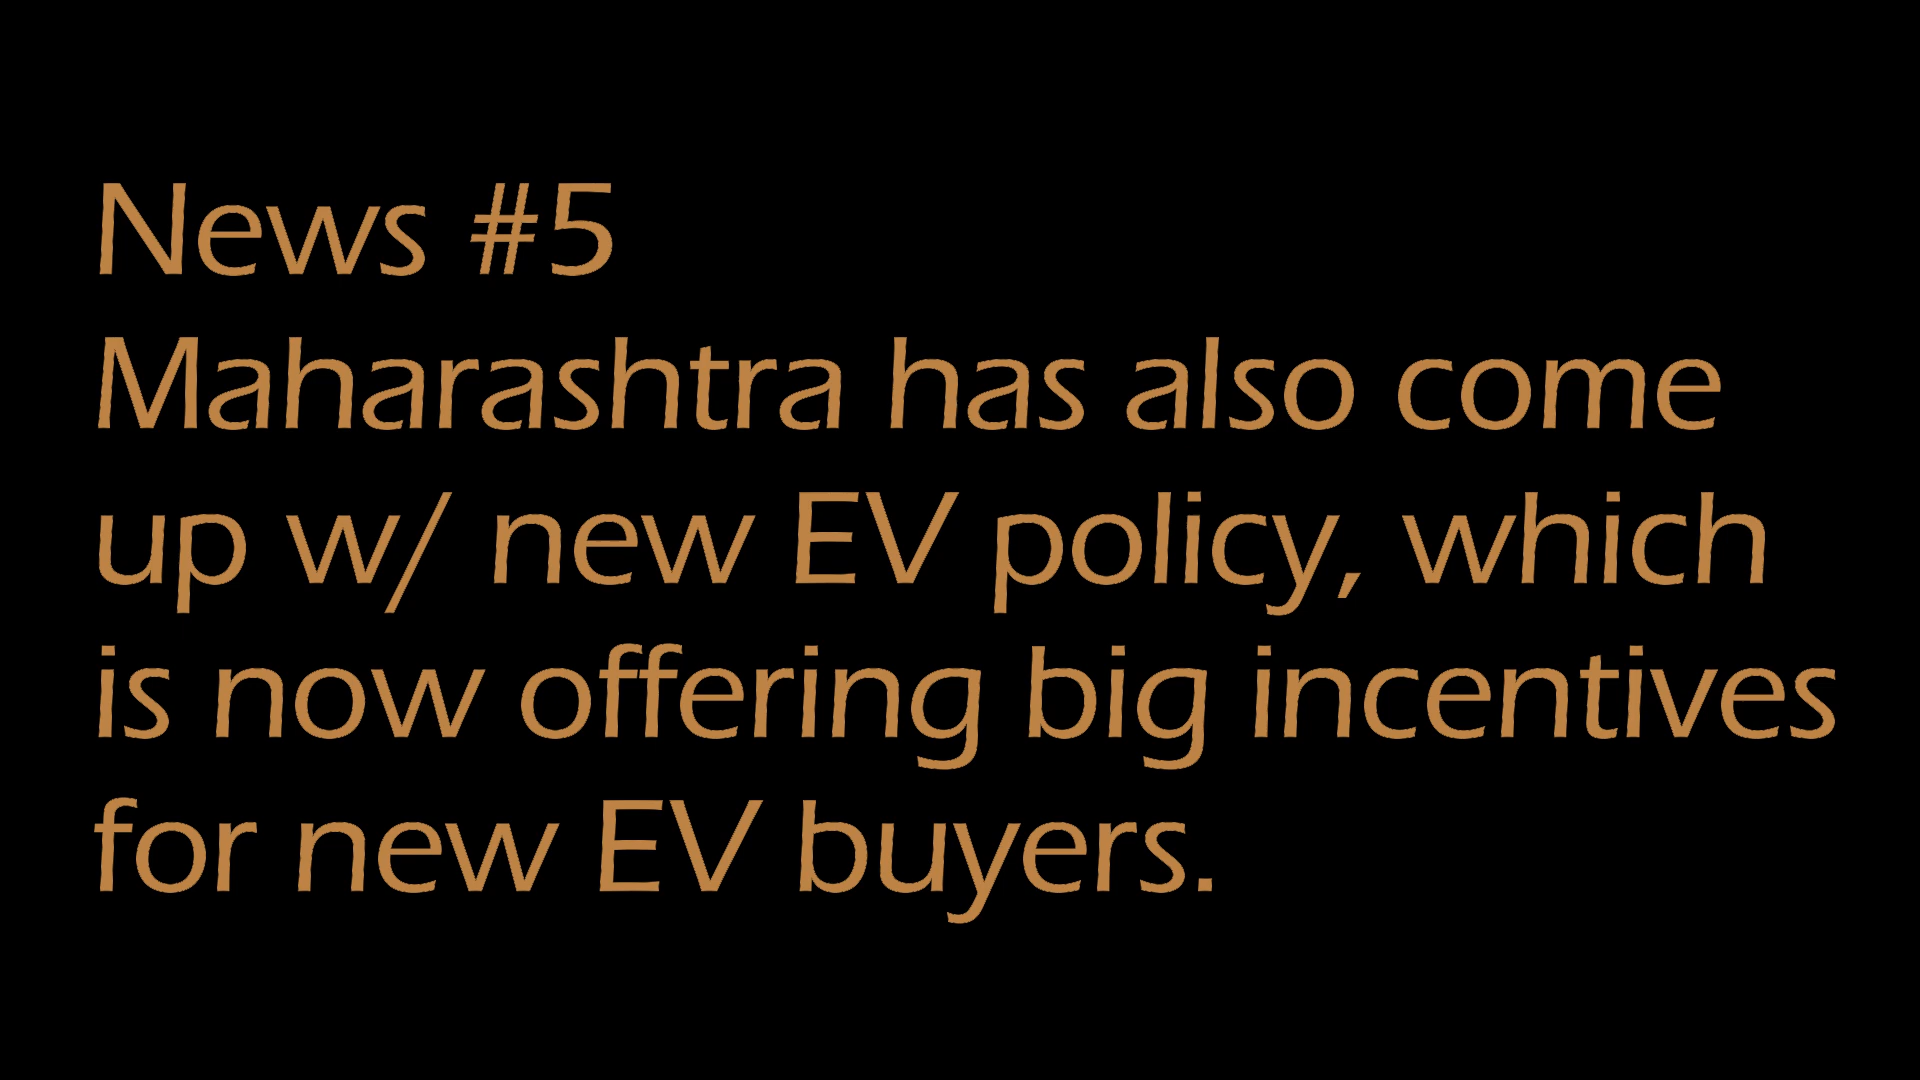 News #5
Maharashtra has also come
up w/ new EV policy, which
is now offering big incentives
for new EV buyers.